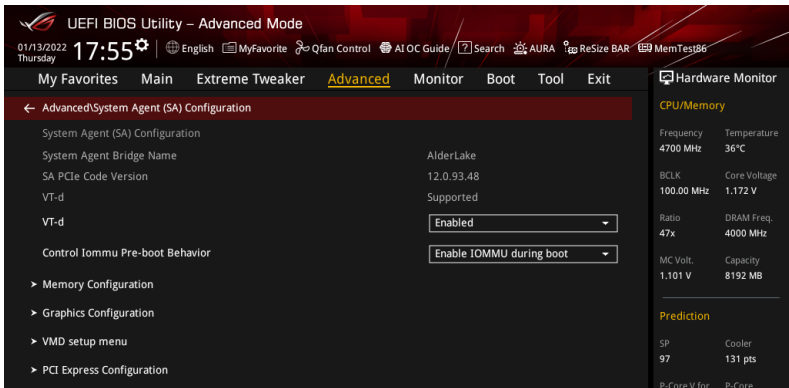 UEFI BIOS Utility – Advanced Mode
01/13/2022 Thursday 17:55 English MyFavorite Qfan Control AI OC Guide ? Search AURA ReSize BAR MemTest86
My Favorites Main Extreme Tweaker Advanced Monitor Boot Tool Exit
Advanced\System Agent (SA) Configuration
System Agent (SA) Configuration
System Agent Bridge Name AlderLake
SA PCIe Code Version 12.0.93.48
VT-d Supported
VT-d Enabled
Control Iommu Pre-boot Behavior Enable IOMMU during boot
Memory Configuration
Graphics Configuration
VMD setup menu
PCI Express Configuration
Hardware Monitor
CPU/Memory
Frequency Temperature
4700 MHz 36°C
BCLK Core Voltage
100.00 MHz 1.172 V
Ratio DRAM Freq.
47x 4000 MHz
MC Volt. Capacity
1.101 V 8192 MB
Prediction
SP Cooler
97 131 pts
P-Core V for P-Core